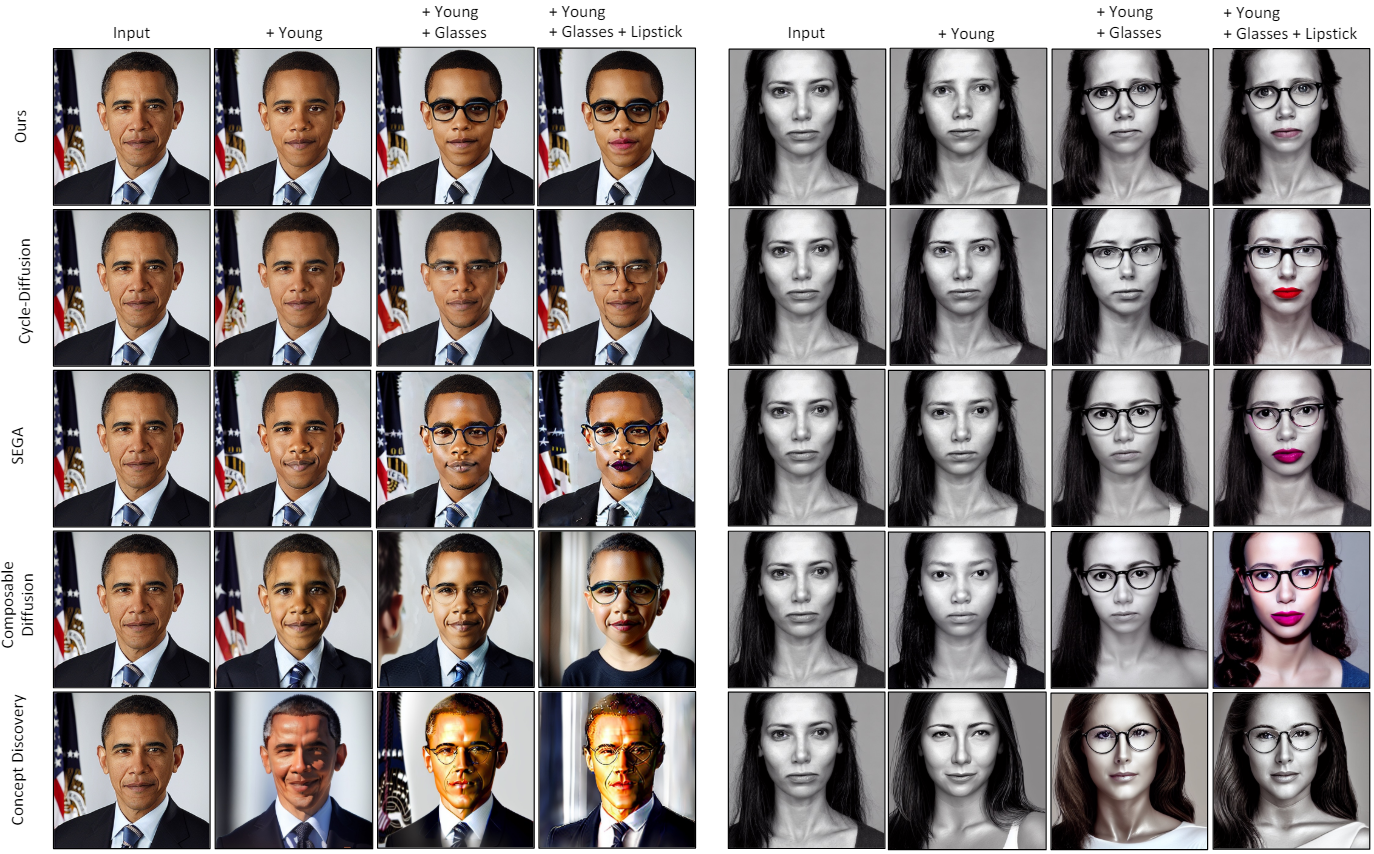 Input
+ Young
+ Young
+ Glasses
+ Young
+ Glasses + Lipstick
Input
+ Young
+ Young
+ Glasses
+ Young
+ Glasses + Lipstick
Ours
Cycle-Diffusion
SEGA
Composable
Diffusion
Concept Discovery